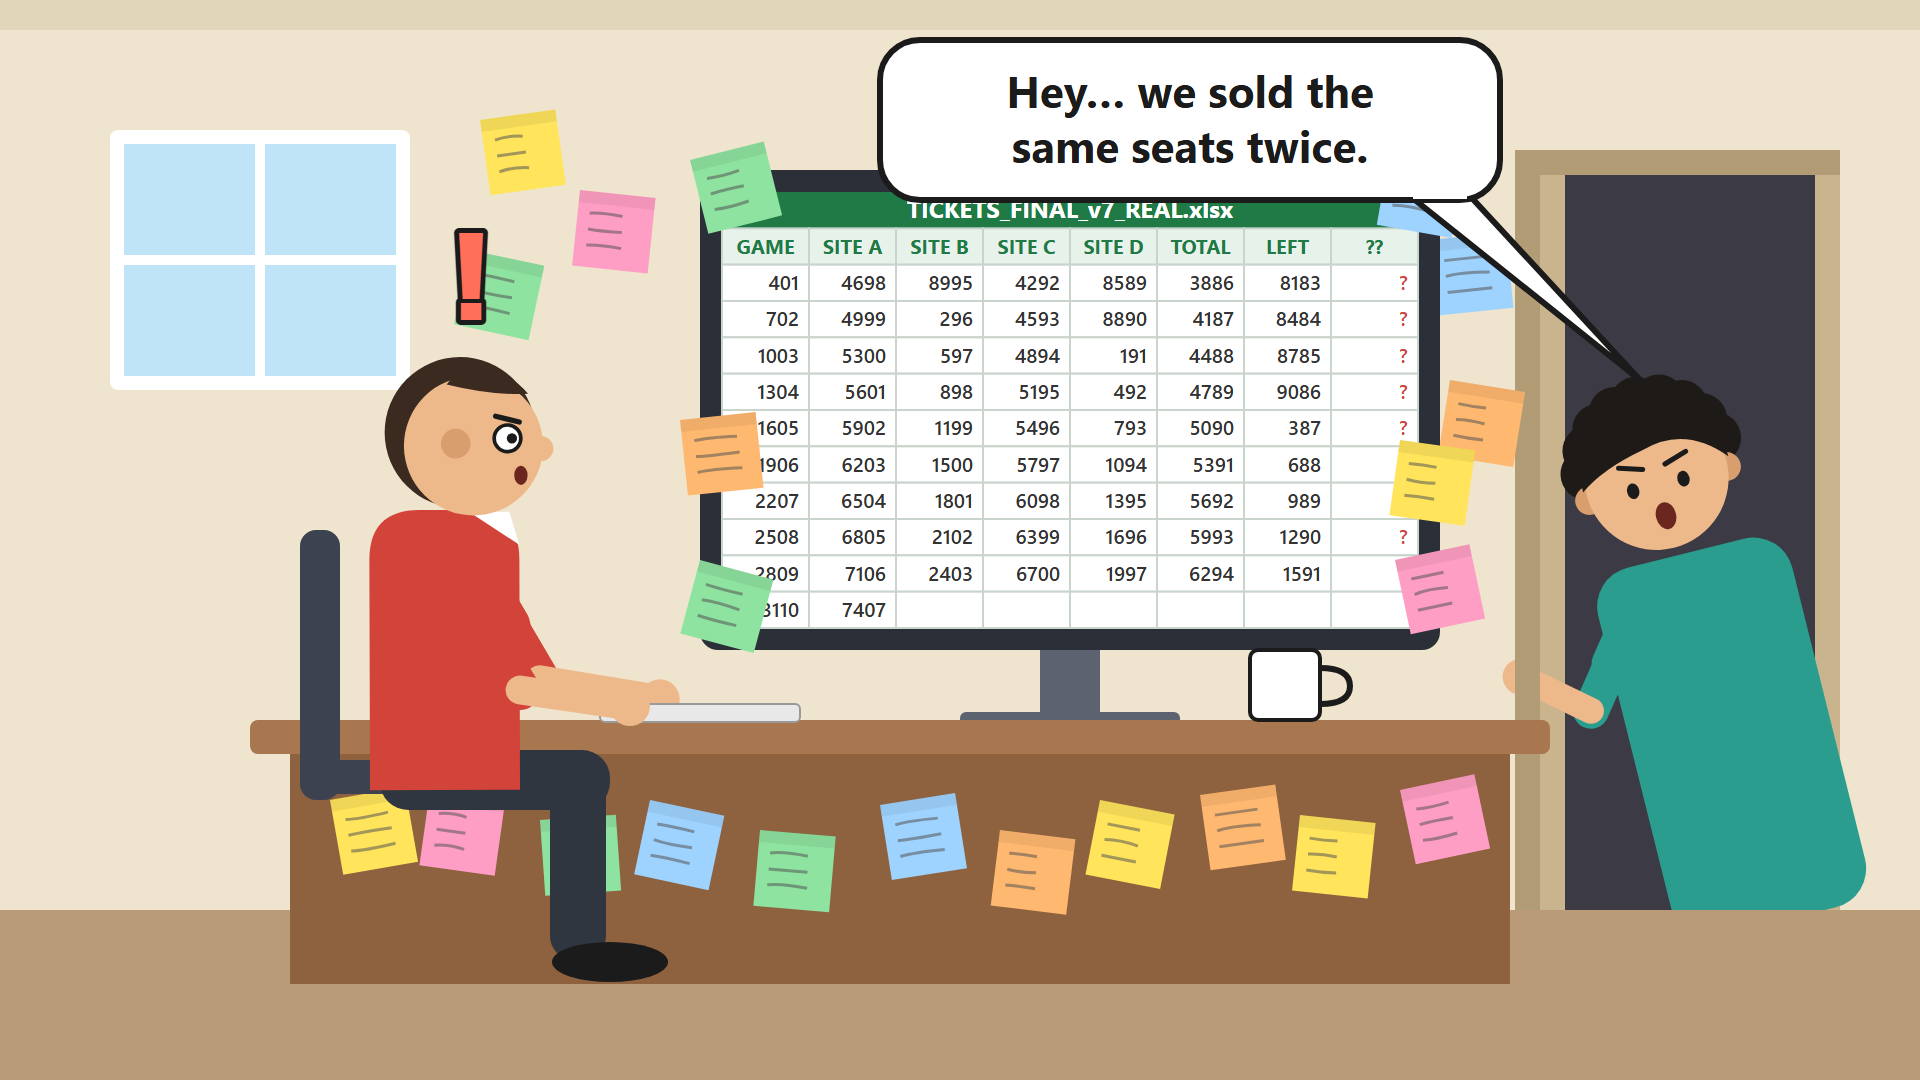 Hey... we sold the
same seats twice.
TICKETS_FINAL_v7_REAL.xlsx
GAME SITE A SITE B SITE C SITE D TOTAL LEFT ??
401 4698 8995 4292 8589 3886 8183 ?
702 4999 296 4593 8890 4187 8484 ?
1003 5300 597 4894 191 4488 8785 ?
1304 5601 898 5195 492 4789 9086 ?
1605 5902 1199 5496 793 5090 387 ?
1906 6203 1500 5797 1094 5391 688
2207 6504 1801 6098 1395 5692 989
2508 6805 2102 6399 1696 5993 1290 ?
2809 7106 2403 6700 1997 6294 1591
3110 7407